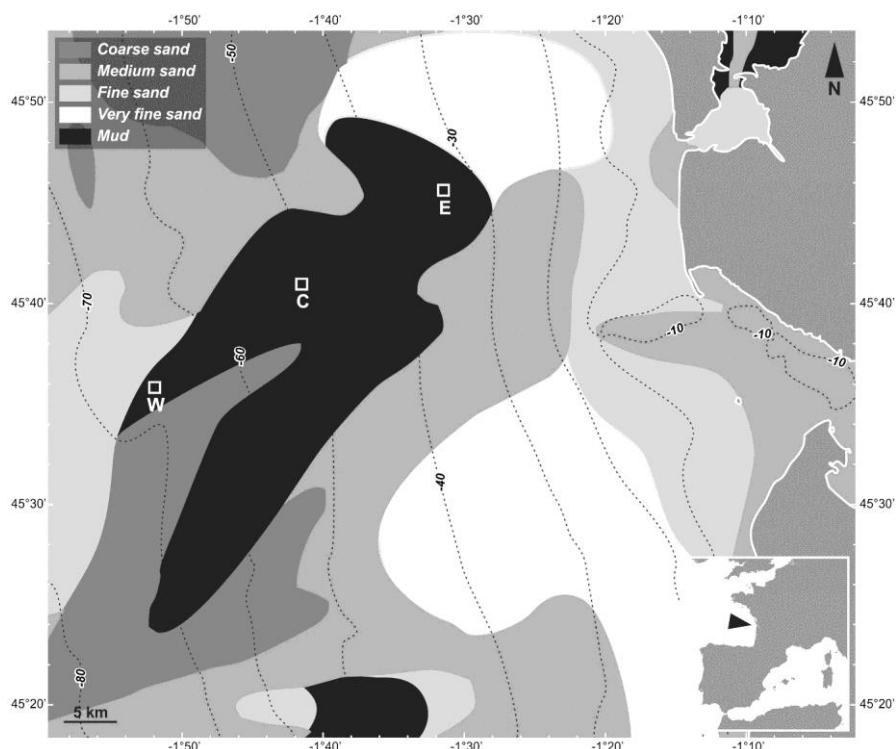 -1°50' -1°40' -1°30' -1°20' -1°10'
Coarse sand
Medium sand
Fine sand
Very fine sand
Mud
-50
N
45°50' 45°50'
-30
E
C
-70
45°40' 45°40'
-10
-10
-10
-60
W
-40
45°30' 45°30'
-80
45°20' 45°20'
5 km
-1°50' -1°40' -1°30' -1°20' -1°10'